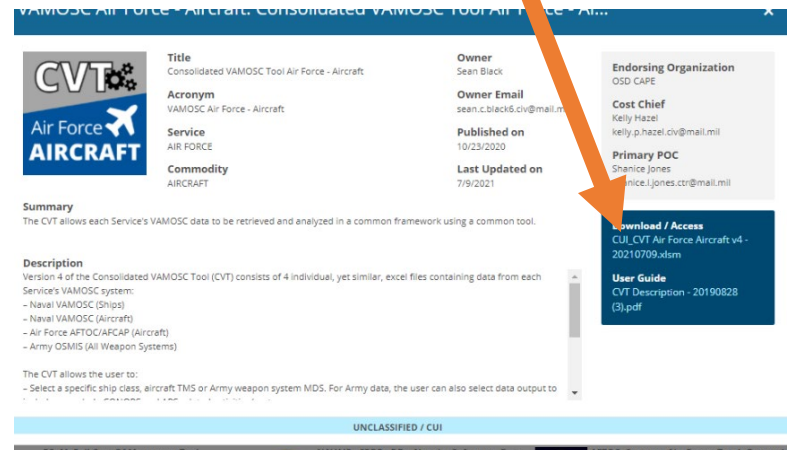 VAMOSC Air Force - Aircraft: Consolidated VAMOSC Tool Air Force - Ai... x
CVT
Air Force
AIRCRAFT
Title
Consolidated VAMOSC Tool Air Force - Aircraft
Acronym
VAMOSC Air Force - Aircraft
Service
AIR FORCE
Commodity
AIRCRAFT
Owner
Sean Black
Owner Email
sean.c.black6.civ@mail.m
Published on
10/23/2020
Last Updated on
7/9/2021
Endorsing Organization
OSD CAPE
Cost Chief
Kelly Hazel
kelly.p.hazel.civ@mail.mil
Primary POC
Shanice Jones
shanice.l.jones.ctr@mail.mil
Summary
The CVT allows each Service's VAMOSC data to be retrieved and analyzed in a common framework using a common tool.
Description
Version 4 of the Consolidated VAMOSC Tool (CVT) consists of 4 individual, yet similar, excel files containing data from each
Service's VAMOSC system:
– Naval VAMOSC (Ships)
– Naval VAMOSC (Aircraft)
– Air Force AFTOC/AFCAP (Aircraft)
– Army OSMIS (All Weapon Systems)
The CVT allows the user to:
– Select a specific ship class, aircraft TMS or Army weapon system MDS. For Army data, the user can also select data output to
Download / Access
CUI_CVT Air Force Aircraft v4 -
20210709.xlsm
User Guide
CVT Description - 20190828
(3).pdf
UNCLASSIFIED / CUI